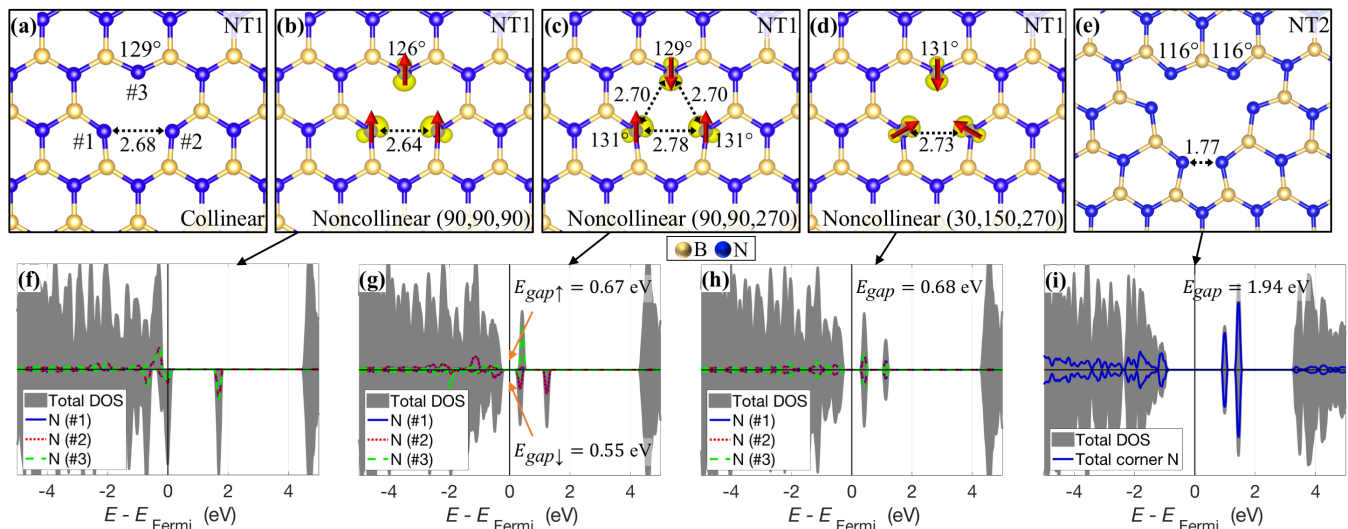 (a) NT1
129°
#3
#1 #2
2.68
Collinear
(b) NT1
126°
2.64
Noncollinear (90,90,90)
(c) NT1
129°
2.70 2.70
131° 131°
2.78
Noncollinear (90,90,270)
(d) NT1
131°
2.73
Noncollinear (30,150,270)
(e) NT2
116° 116°
1.77
B N
(f)
Total DOS
N (#1)
N (#2)
N (#3)
-4 -2 0 2 4
E - E_Fermi (eV)
(g)
E_gap↑ = 0.67 eV
E_gap↓ = 0.55 eV
Total DOS
N (#1)
N (#2)
N (#3)
-4 -2 0 2 4
E - E_Fermi (eV)
(h)
E_gap = 0.68 eV
Total DOS
N (#1)
N (#2)
N (#3)
-4 -2 0 2 4
E - E_Fermi (eV)
(i)
E_gap = 1.94 eV
Total DOS
Total corner N
-4 -2 0 2 4
E - E_Fermi (eV)